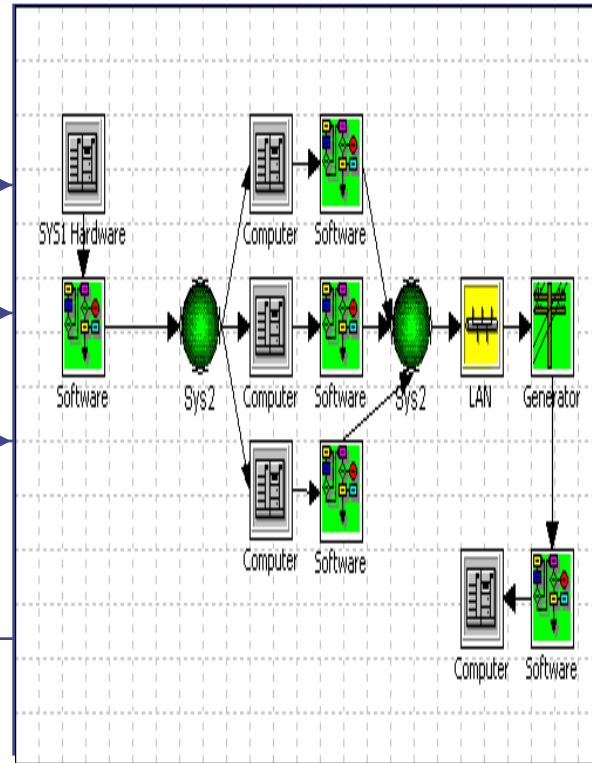 SYS1 Hardware
Computer
Software
Software
Sys2
Computer
Software
Sys2
LAN
Generator
Computer
Software
Computer
Software